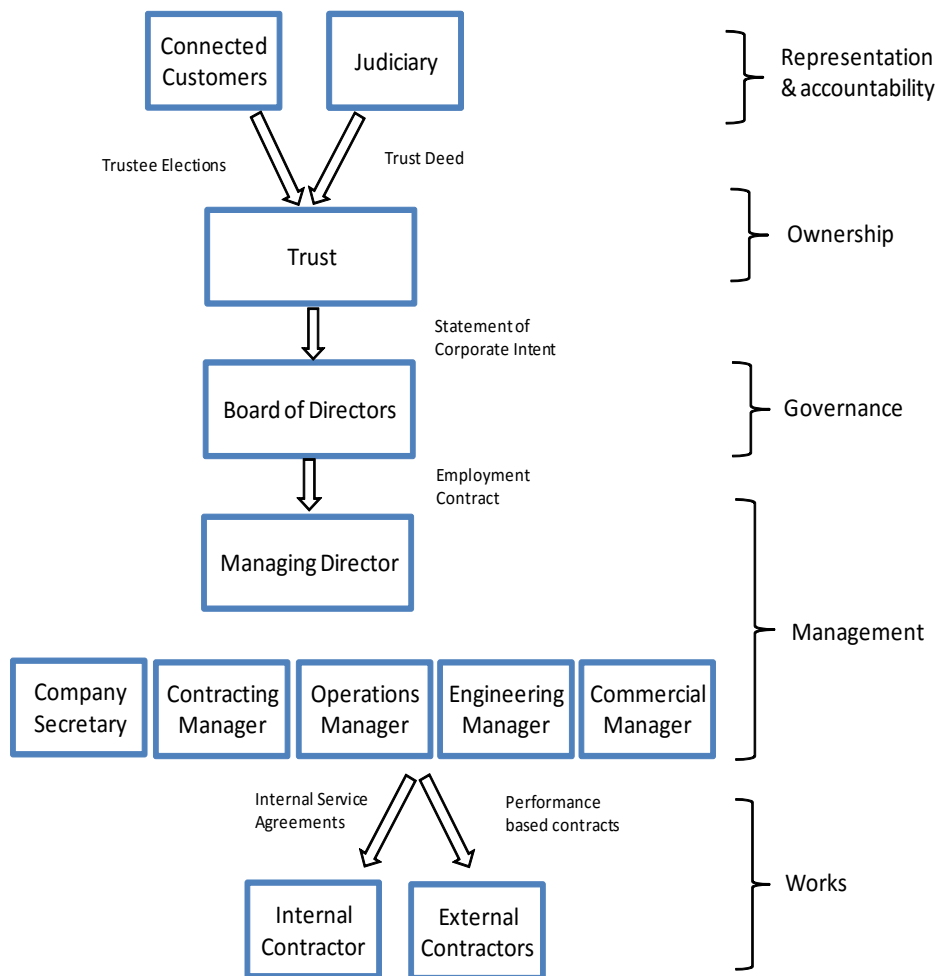 Connected
Customers
Judiciary
Representation
& accountability
Trustee Elections
Trust Deed
Trust
Ownership
Statement of
Corporate Intent
Board of Directors
Governance
Employment
Contract
Managing Director
Management
Company
Secretary
Contracting
Manager
Operations
Manager
Engineering
Manager
Commercial
Manager
Internal Service
Agreements
Performance
based contracts
Works
Internal
Contractor
External
Contractors